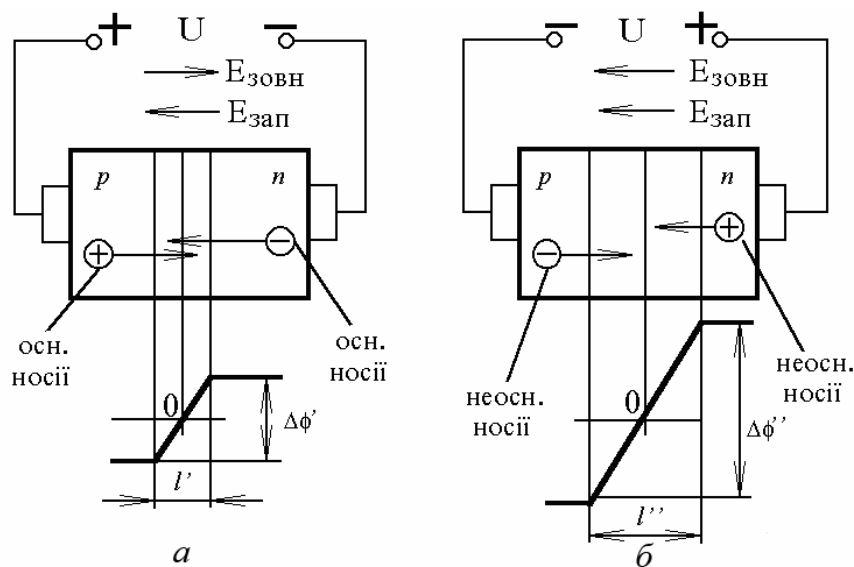 + U −
Eзовн
Eзап
p n
+
−
осн.
носії
осн.
носії
0
Δϕ'
l'
а
− U +
Eзовн
Eзап
p n
+
−
неосн.
носії
неосн.
носії
0
Δϕ''
l''
б